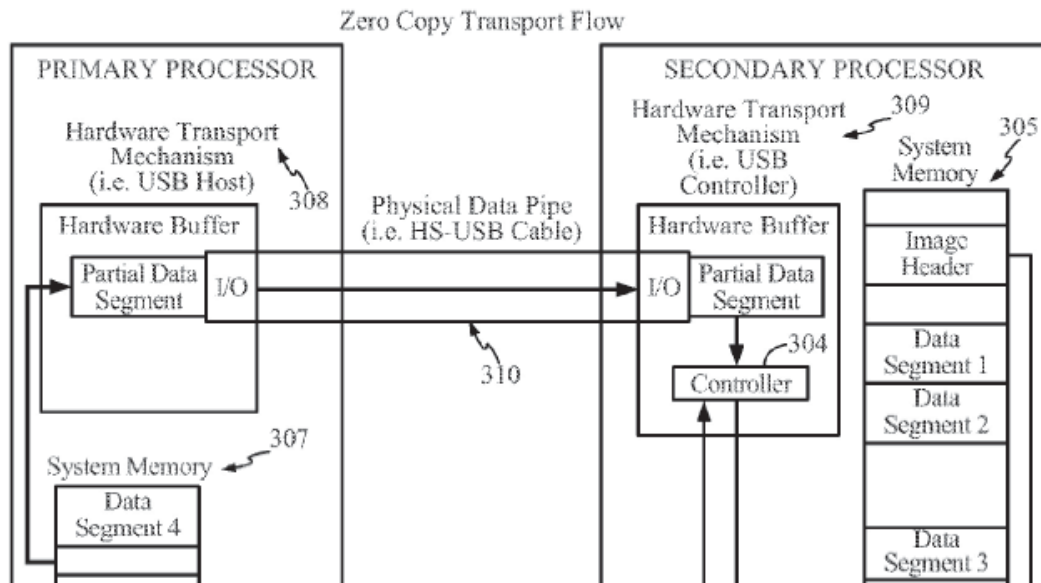 Zero Copy Transport Flow
PRIMARY PROCESSOR
Hardware Transport
Mechanism
(i.e. USB Host)
308
Hardware Buffer
Partial Data
Segment
I/O
System Memory
307
Data
Segment 4
Physical Data Pipe
(i.e. HS-USB Cable)
310
SECONDARY PROCESSOR
Hardware Transport
Mechanism
(i.e. USB
Controller)
309
Hardware Buffer
I/O
Partial Data
Segment
304
Controller
305
System
Memory
Image
Header
Data
Segment 1
Data
Segment 2
Data
Segment 3